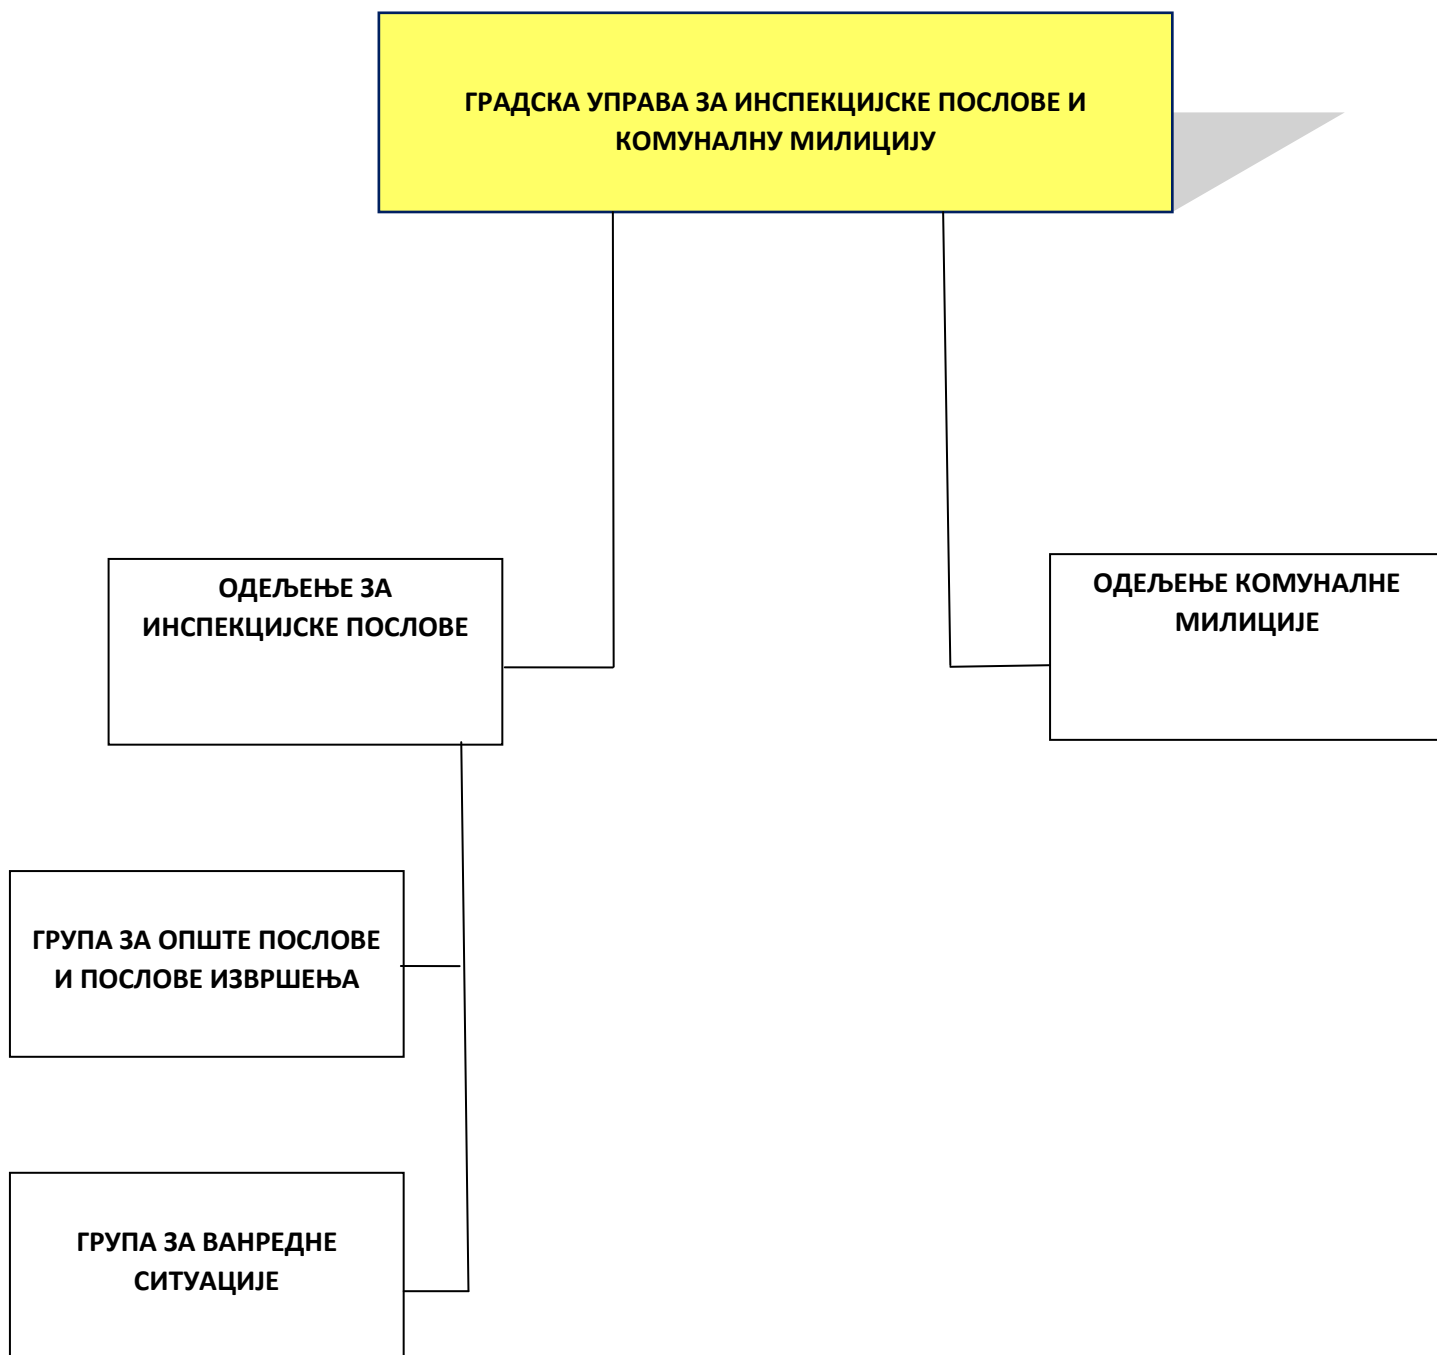 ГРАДСКА УПРАВА ЗА ИНСПЕКЦИЈСКЕ ПОСЛОВЕ И
КОМУНАЛНУ МИЛИЦИЈУ
ОДЕЉЕЊЕ ЗА
ИНСПЕКЦИЈСКЕ ПОСЛОВЕ
ОДЕЉЕЊЕ КОМУНАЛНЕ
МИЛИЦИЈЕ
ГРУПА ЗА ОПШТЕ ПОСЛОВЕ
И ПОСЛОВЕ ИЗВРШЕЊА
ГРУПА ЗА ВАНРЕДНЕ
СИТУАЦИЈЕ